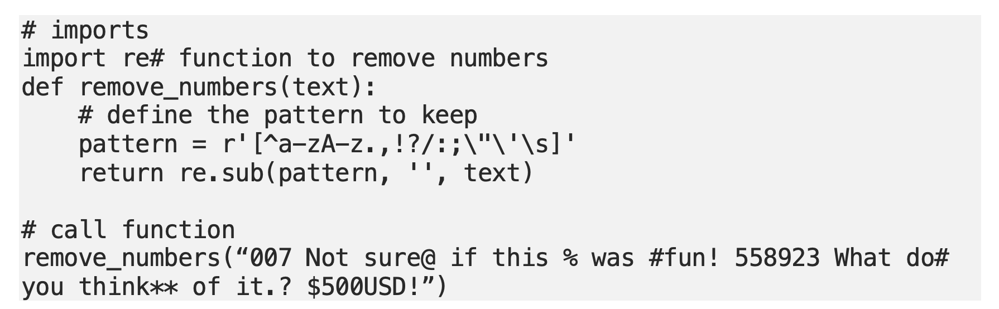 # imports
import re# function to remove numbers
def remove_numbers(text):
    # define the pattern to keep
    pattern = r'[^a-zA-z.,!?/:;\"\'\s]'
    return re.sub(pattern, '', text)

# call function
remove_numbers(“007 Not sure@ if this % was #fun! 558923 What do#
you think** of it.? $500USD!”)